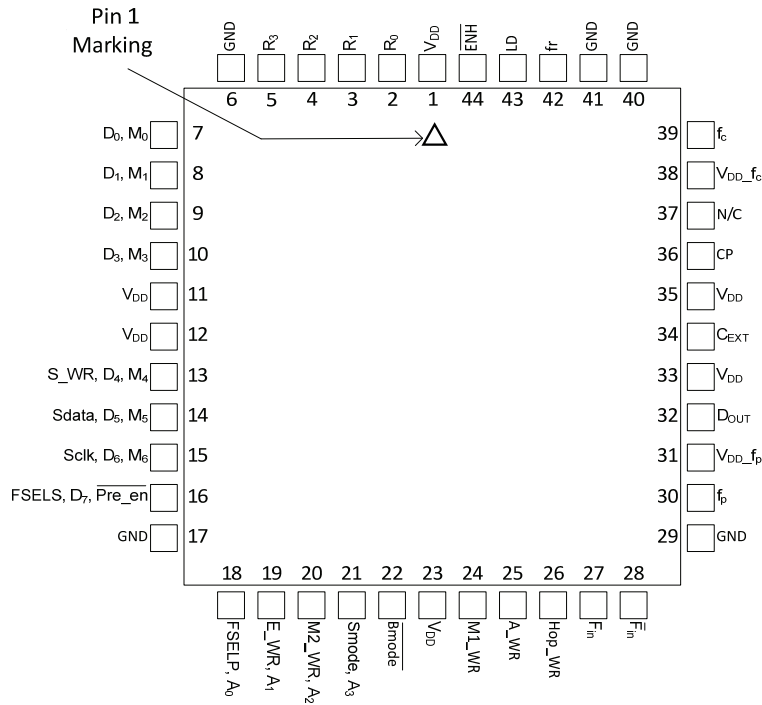 Pin 1
Marking
GND
R3
R2
R1
R0
VDD
E̅N̅H̅
LD
fr
GND
GND
6 5 4 3 2 1 44 43 42 41 40
D0, M0 7
D1, M1 8
D2, M2 9
D3, M3 10
VDD 11
VDD 12
S_WR, D4, M4 13
Sdata, D5, M5 14
Sclk, D6, M6 15
FSELS, D7, P̅r̅e̅_̅e̅n̅ 16
GND 17
39 fc
38 VDD_fc
37 N/C
36 CP
35 VDD
34 CEXT
33 VDD
32 DOUT
31 VDD_fp
30 fp
29 GND
18 19 20 21 22 23 24 25 26 27 28
FSELP, A0
E_WR, A1
M2_WR, A2
Smode, A3
B̅m̅o̅d̅e̅
VDD
M1_WR
A_WR
Hop_WR
Fin
F̅in